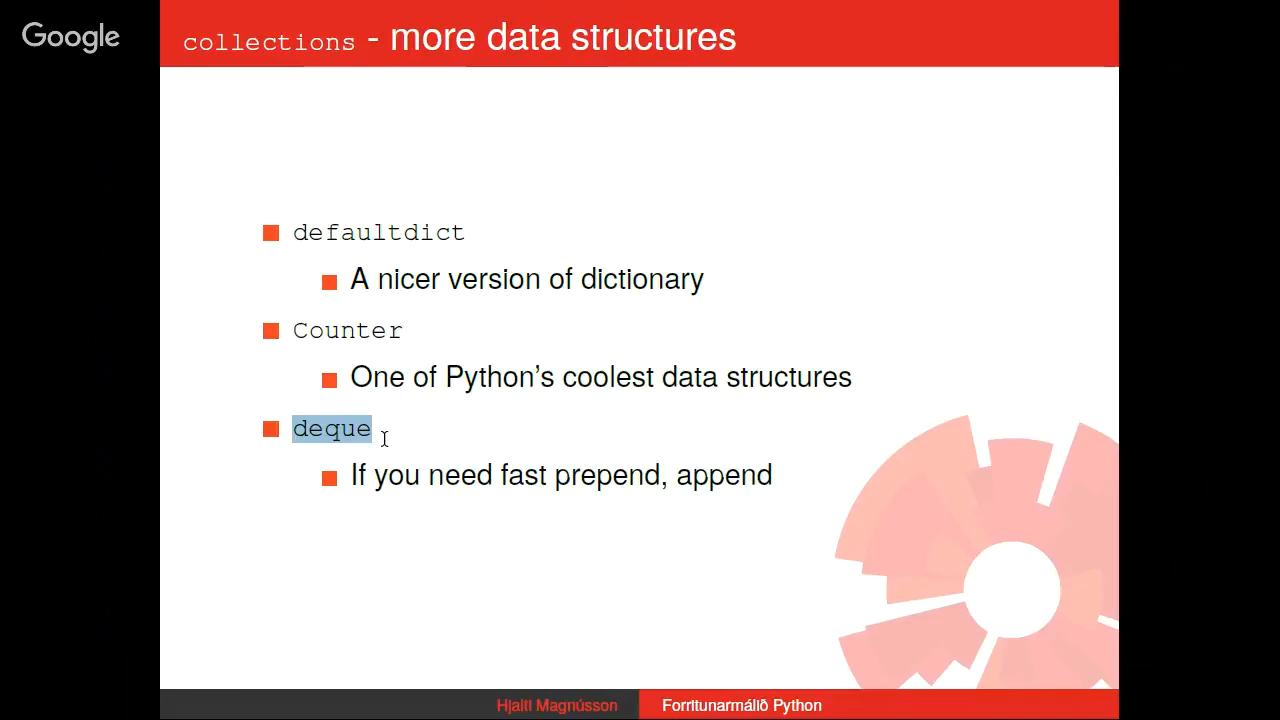 Google
collections - more data structures
defaultdict
A nicer version of dictionary
Counter
One of Python's coolest data structures
deque
If you need fast prepend, append
Hjalti Magnússon
Forritunarmálið Python